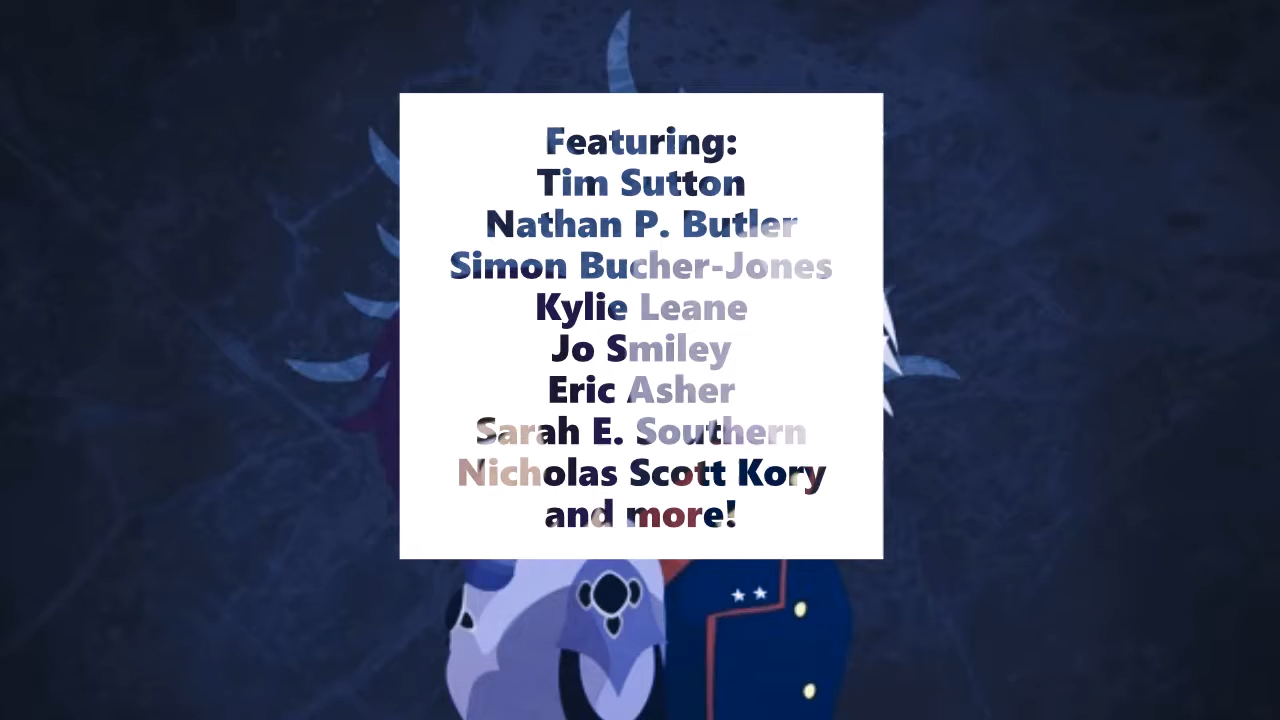 Featuring:
Tim Sutton
Nathan P. Butler
Simon Bucher-Jones
Kylie Leane
Jo Smiley
Eric Asher
Sarah E. Southern
Nicholas Scott Kory
and more!